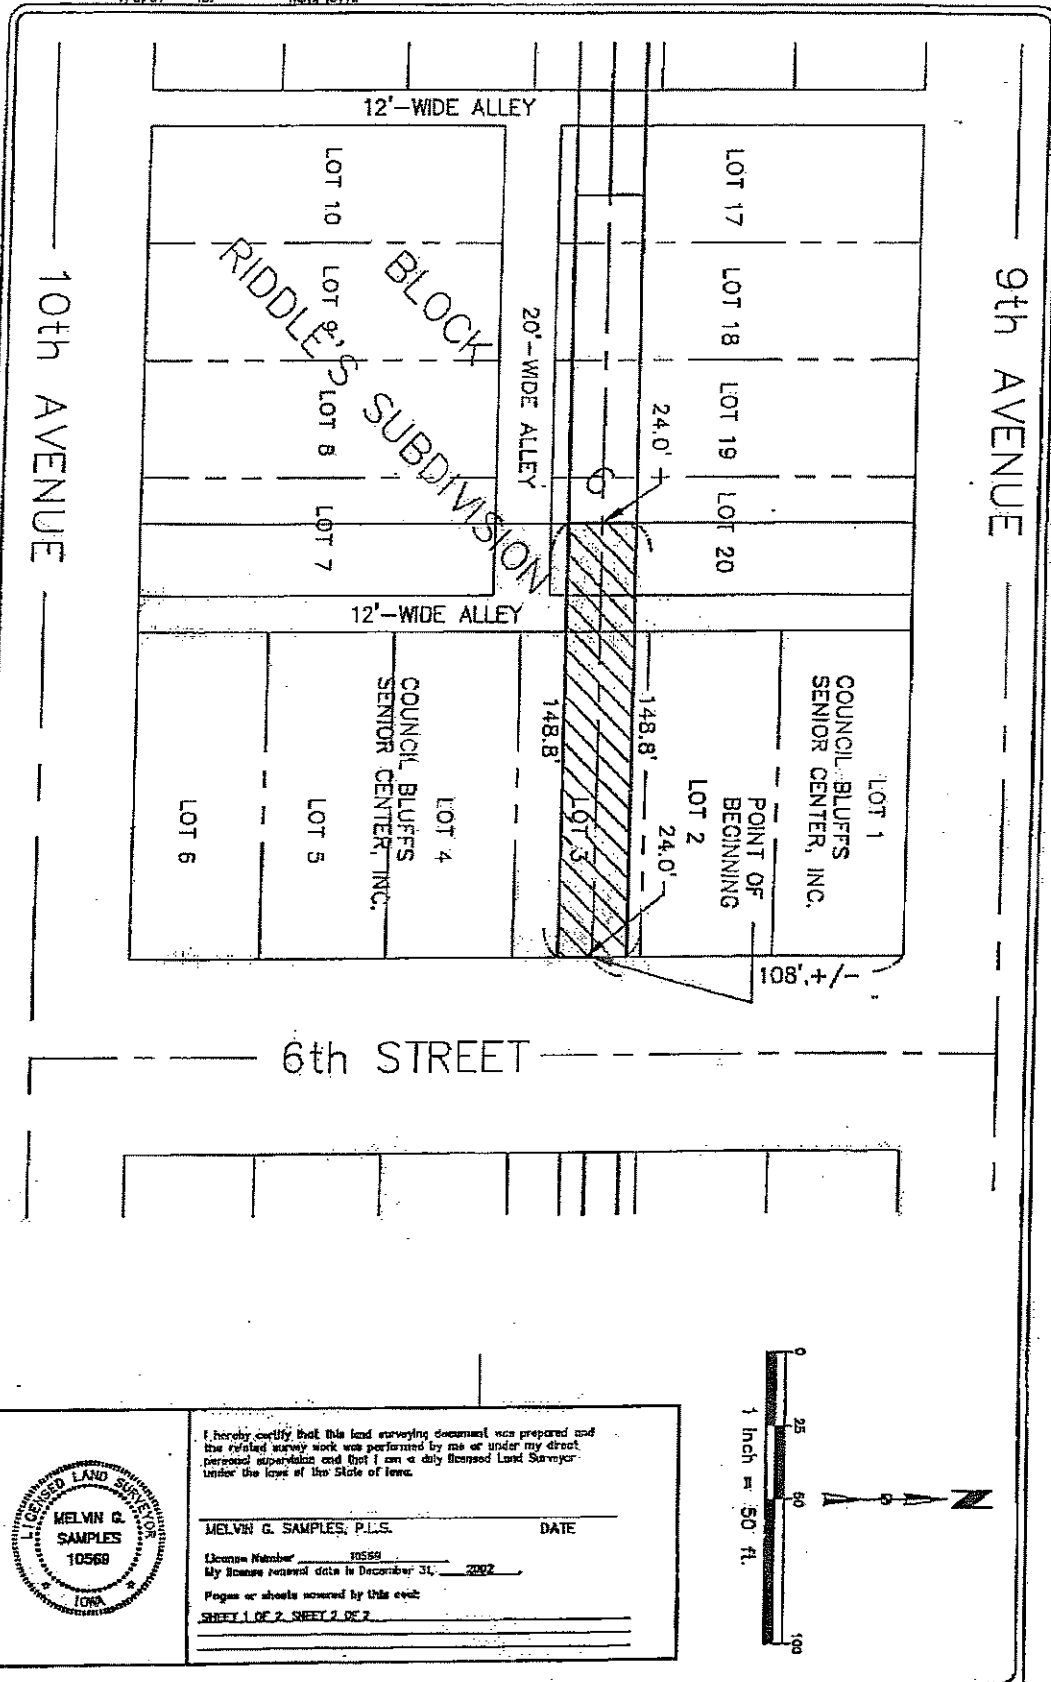 12'-WIDE ALLEY
LOT 10
LOT 9
LOT 8
LOT 7
BLOCK
6
RIDDLE'S SUBDIVISION
20'-WIDE ALLEY
LOT 17
LOT 18
LOT 19
LOT 20
24.0'
9th AVENUE
10th AVENUE
12'-WIDE ALLEY
148.8'
148.8'
LOT 1
COUNCIL BLUFFS
SENIOR CENTER, INC.
POINT OF
BEGINNING
LOT 2
24.0'
LOT 3
LOT 4
COUNCIL BLUFFS
SENIOR CENTER, INC.
LOT 5
LOT 6
108'.+/-
6th STREET
N
0 25 50 100
1 inch = 50 ft.
I hereby certify that this land surveying document was prepared and
the related survey work was performed by me or under my direct
personal supervision and that I am a duly licensed Land Surveyor
under the laws of the State of Iowa.
MELVIN G. SAMPLES, P.L.S. DATE
License Number 10569
My license renewal date is December 31, 2002.
Pages or sheets covered by this seal:
SHEET 1 OF 2, SHEET 2 OF 2
LICENSED LAND SURVEYOR
MELVIN G.
SAMPLES
10569
IOWA